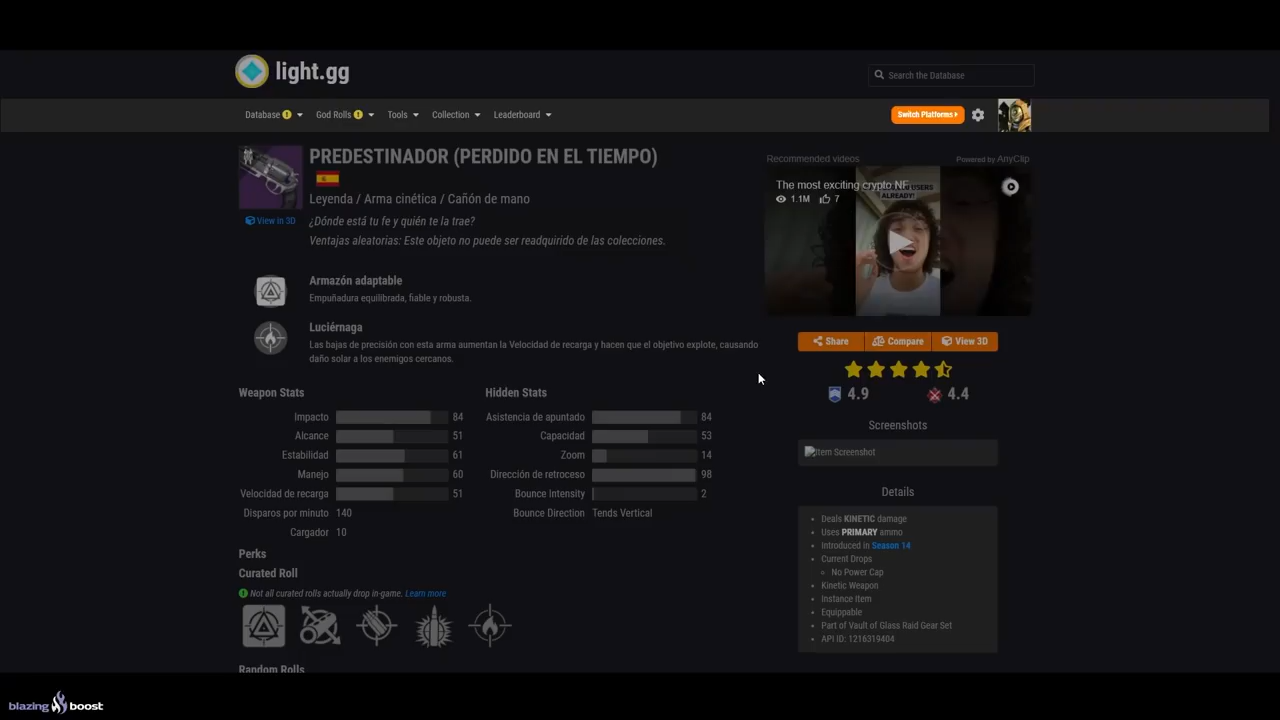 light.gg
Search the Database
Database
God Rolls
Tools
Collection
Leaderboard
Switch Platforms
PREDESTINADOR (PERDIDO EN EL TIEMPO)
Leyenda / Arma cinética / Cañón de mano
View in 3D
¿Dónde está tu fe y quién te la trae?
Ventajas aleatorias: Este objeto no puede ser readquirido de las colecciones.
Armazón adaptable
Empuñadura equilibrada, fiable y robusta.
Luciérnaga
Las bajas de precisión con esta arma aumentan la Velocidad de recarga y hacen que el objetivo explote, causando
daño solar a los enemigos cercanos.
Weapon Stats
Impacto 84
Alcance 51
Estabilidad 61
Manejo 60
Velocidad de recarga 51
Disparos por minuto 140
Cargador 10
Hidden Stats
Asistencia de apuntado 84
Capacidad 53
Zoom 14
Dirección de retroceso 98
Bounce Intensity 2
Bounce Direction Tends Vertical
Perks
Curated Roll
Not all curated rolls actually drop in-game. Learn more
Random Rolls
Recommended videos
Powered by AnyClip
The most exciting crypto NF
USERS
ALREADY!
1.1M 7
Share
Compare
View 3D
4.9
4.4
Screenshots
Item Screenshot
Details
Deals KINETIC damage
Uses PRIMARY ammo
Introduced in Season 14
Current Drops
No Power Cap
Kinetic Weapon
Instance Item
Equippable
Part of Vault of Glass Raid Gear Set
API ID: 1216319404
blazing boost